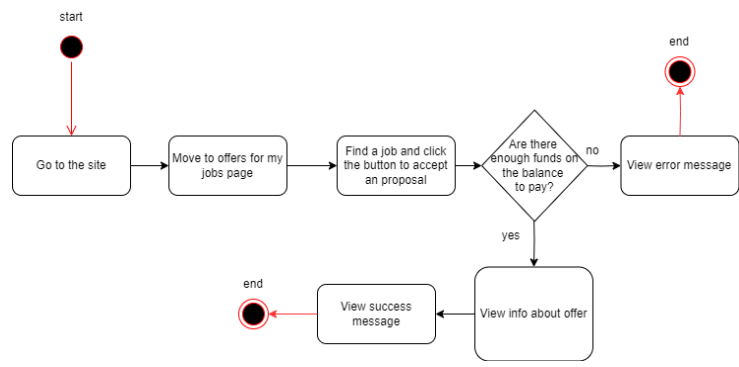 start
end
Go to the site
Move to offers for my
jobs page
Find a job and click
the button to accept
an proposal
Are there
enough funds on
the balance
to pay?
no
View error message
yes
end
View success
message
View info about offer